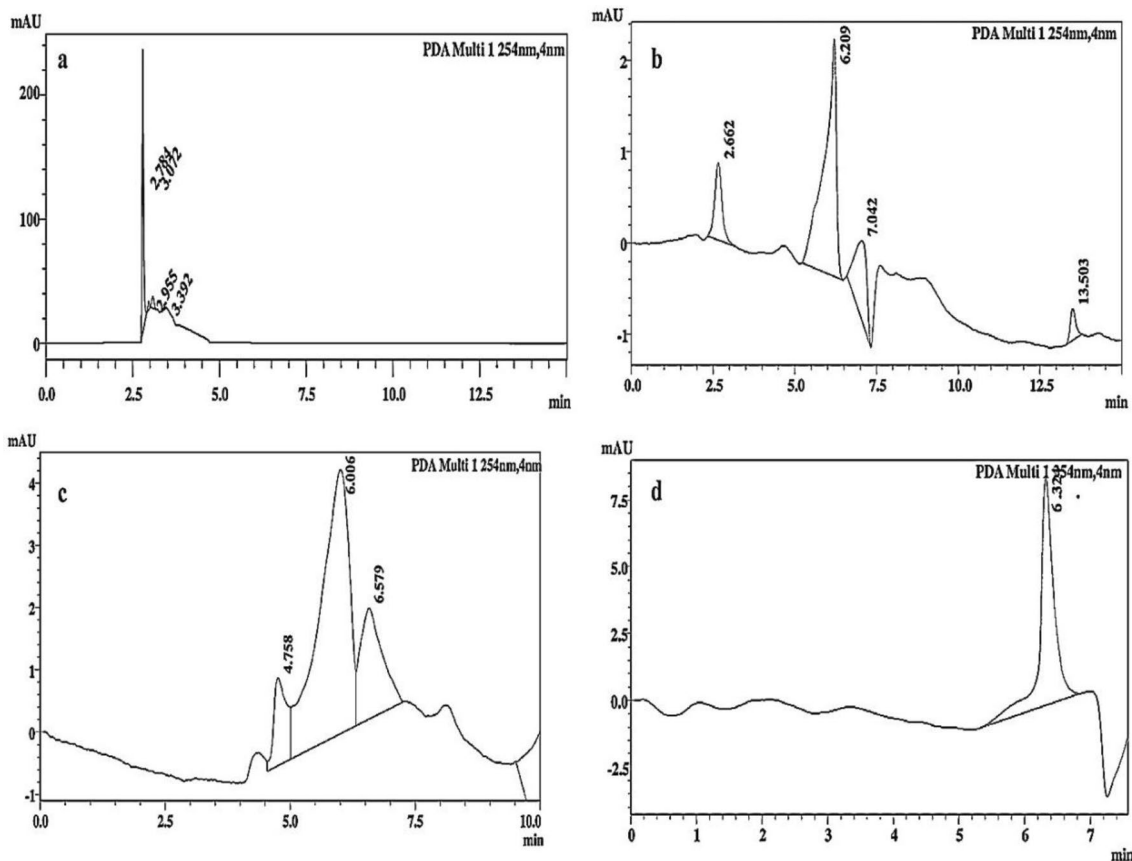 mAU
a
PDA Multi 1 254nm,4nm
200
100
0
2.784
3.072
2.955
3.392
0.0 2.5 5.0 7.5 10.0 12.5
min
mAU
b
PDA Multi 1 254nm,4nm
2
1
0
-1
2.662
6.209
7.042
13.503
0.0 2.5 5.0 7.5 10.0 12.5
min
mAU
c
PDA Multi 1 254nm,4nm
4
3
2
1
0
-1
4.758
6.006
6.579
0.0 2.5 5.0 7.5 10.0
min
mAU
d
PDA Multi 1 254nm,4nm
7.5
5.0
2.5
0.0
-2.5
0 1 2 3 4 5 6 7
min